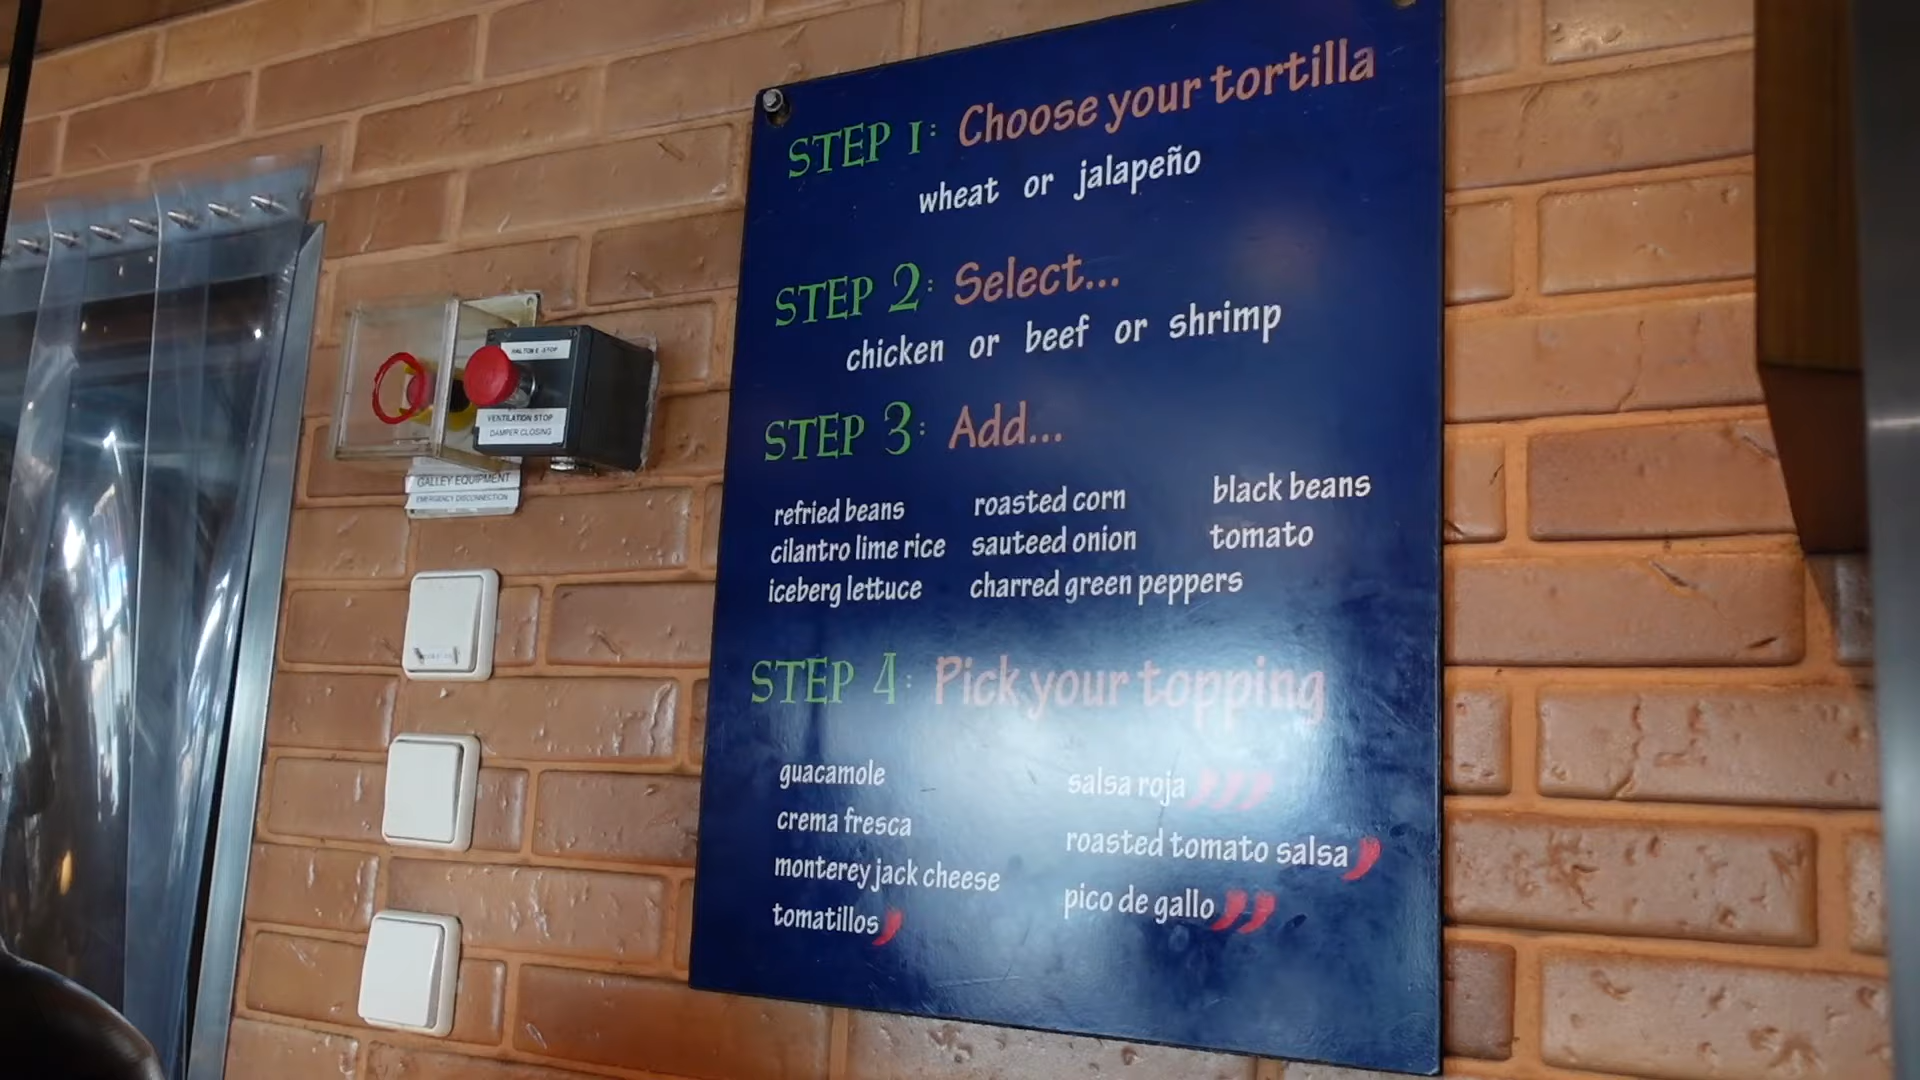 STEP 1: Choose your tortilla
wheat or jalapeño
STEP 2: Select...
chicken or beef or shrimp
STEP 3: Add...
refried beans roasted corn black beans
cilantro lime rice sauteed onion tomato
iceberg lettuce charred green peppers
STEP 4: Pick your topping
guacamole
crema fresca
monterey jack cheese
tomatillos
salsa roja
roasted tomato salsa
pico de gallo
VENTILATION STOP
DAMPER CLOSING
GALLEY EQUIPMENT
EMERGENCY DISCONNECTION